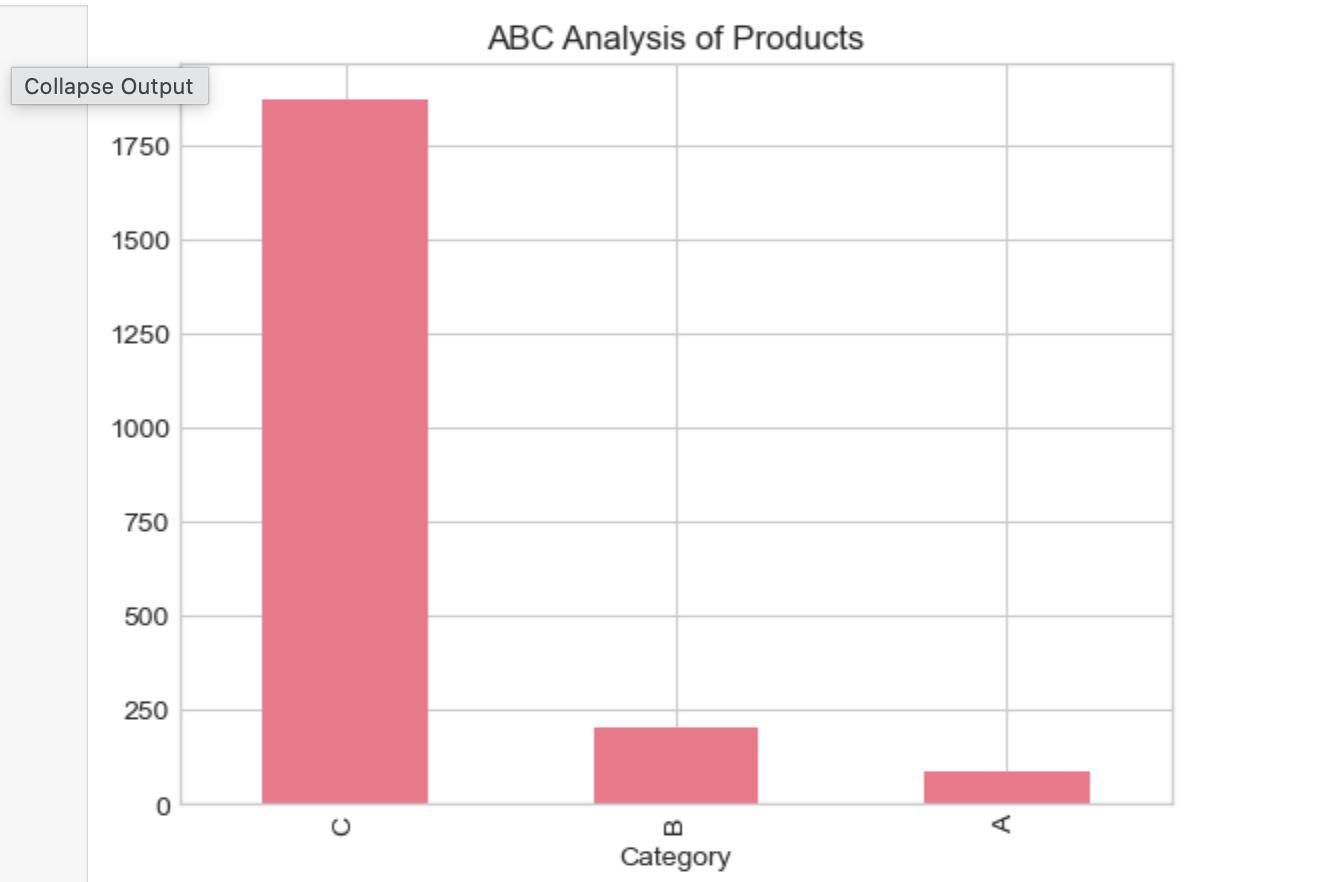 ABC Analysis of Products
Collapse Output
1750
1500
1250
1000
750
500
250
0
C
B
A
Category